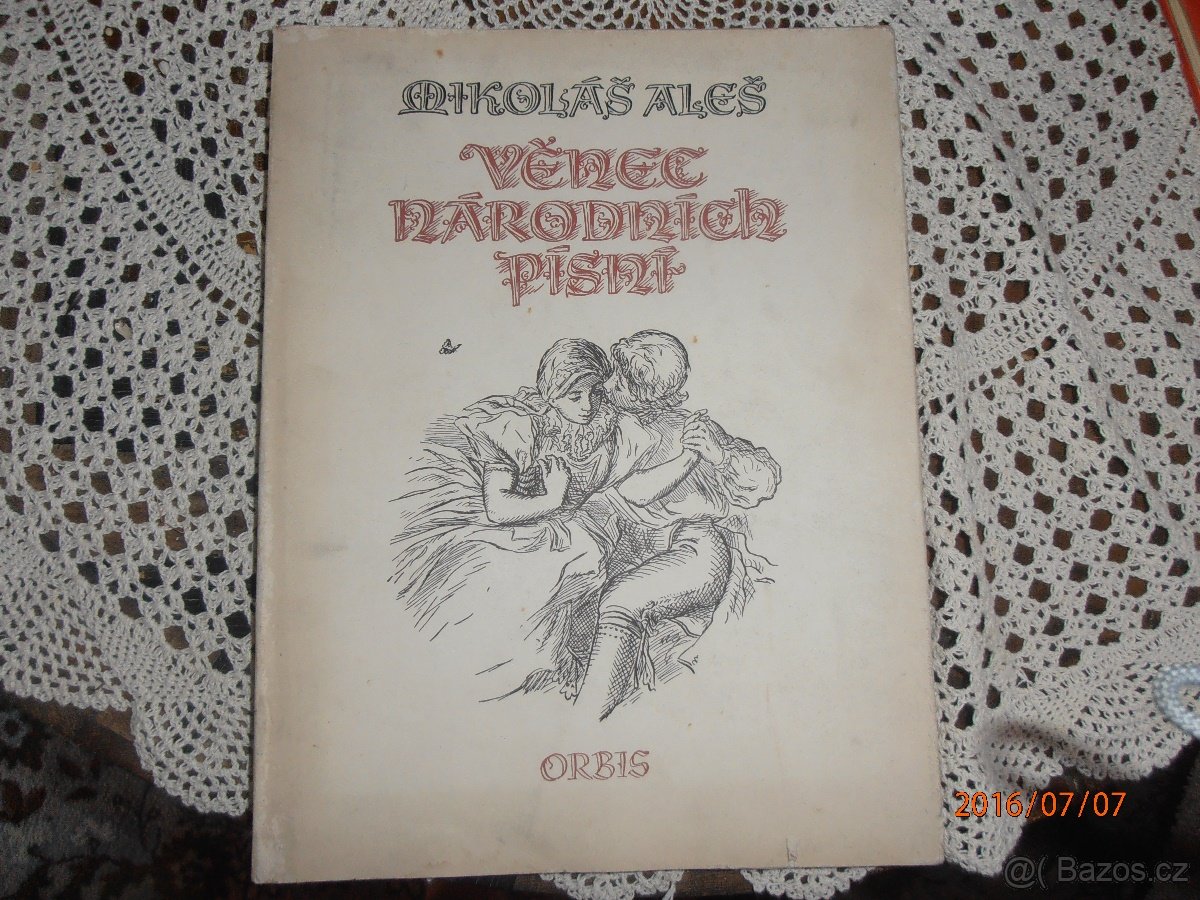 MIKOLÁŠ ALEŠ
VĚNEC
NÁRODNÍCh
PÍSNÍ
ORBIS
2016/07/07
@( Bazos.cz